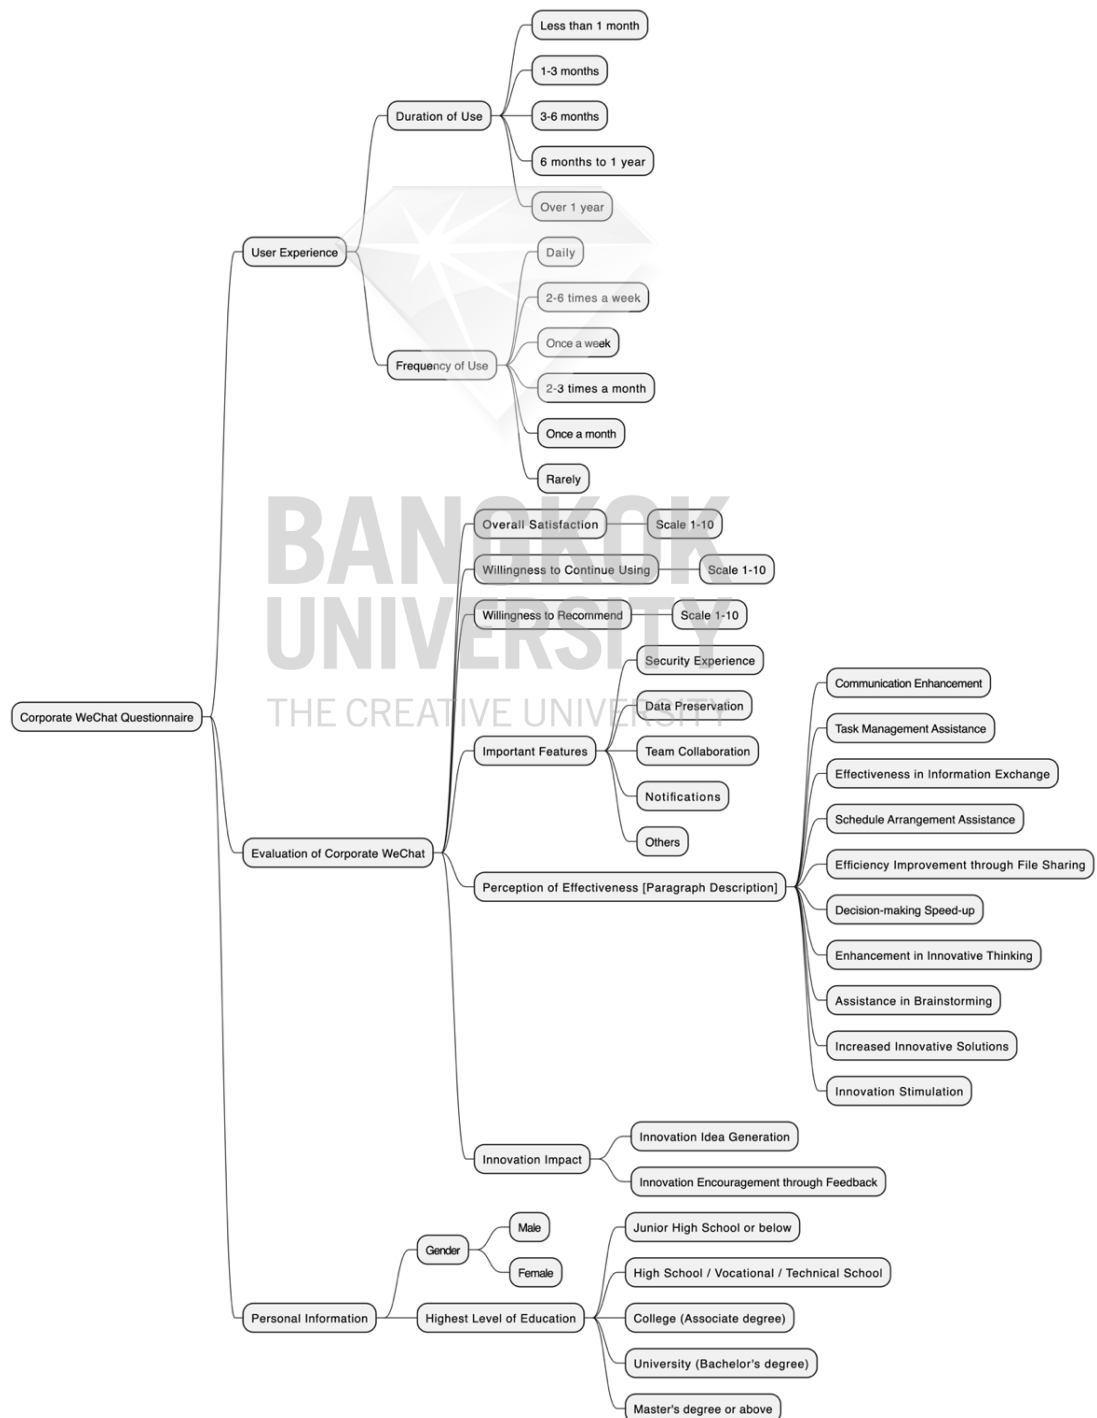 Corporate WeChat Questionnaire
User Experience
Duration of Use
Less than 1 month
1-3 months
3-6 months
6 months to 1 year
Over 1 year
Frequency of Use
Daily
2-6 times a week
Once a week
2-3 times a month
Once a month
Rarely
Evaluation of Corporate WeChat
Overall Satisfaction
Scale 1-10
Willingness to Continue Using
Scale 1-10
Willingness to Recommend
Scale 1-10
Important Features
Security Experience
Data Preservation
Team Collaboration
Notifications
Others
Perception of Effectiveness [Paragraph Description]
Communication Enhancement
Task Management Assistance
Effectiveness in Information Exchange
Schedule Arrangement Assistance
Efficiency Improvement through File Sharing
Decision-making Speed-up
Enhancement in Innovative Thinking
Assistance in Brainstorming
Increased Innovative Solutions
Innovation Stimulation
Innovation Impact
Innovation Idea Generation
Innovation Encouragement through Feedback
Personal Information
Gender
Male
Female
Highest Level of Education
Junior High School or below
High School / Vocational / Technical School
College (Associate degree)
University (Bachelor's degree)
Master's degree or above
BANGKOK
UNIVERSITY
THE CREATIVE UNIVERSITY